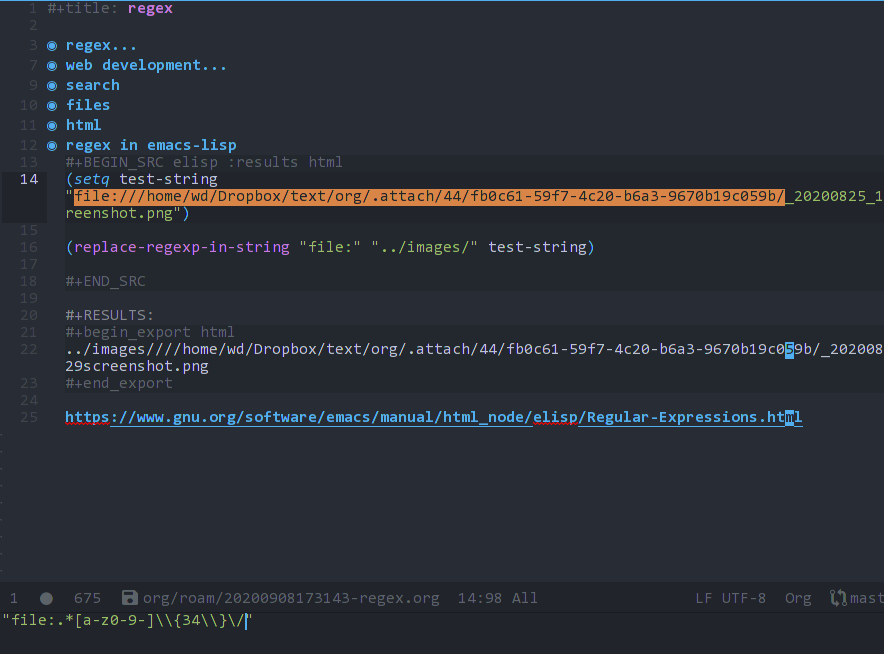 1 #+title: regex
2
3 ◉ regex...
7 ◉ web development...
9 ◉ search
10 ◉ files
11 ◉ html
12 ◉ regex in emacs-lisp
13 #+BEGIN_SRC elisp :results html
14 (setq test-string
"file:///home/wd/Dropbox/text/org/.attach/44/fb0c61-59f7-4c20-b6a3-9670b19c059b/_20200825_1
reenshot.png")
15
16 (replace-regexp-in-string "file:" "../images/" test-string)
17
18 #+END_SRC
19
20 #+RESULTS:
21 #+begin_export html
22 ../images////home/wd/Dropbox/text/org/.attach/44/fb0c61-59f7-4c20-b6a3-9670b19c059b/_202008
29screenshot.png
23 #+end_export
24
25 https://www.gnu.org/software/emacs/manual/html_node/elisp/Regular-Expressions.html
1 ● 675 org/roam/20200908173143-regex.org 14:98 All LF UTF-8 Org mast
"file:.*[a-z0-9-]\\{34\\}\/"